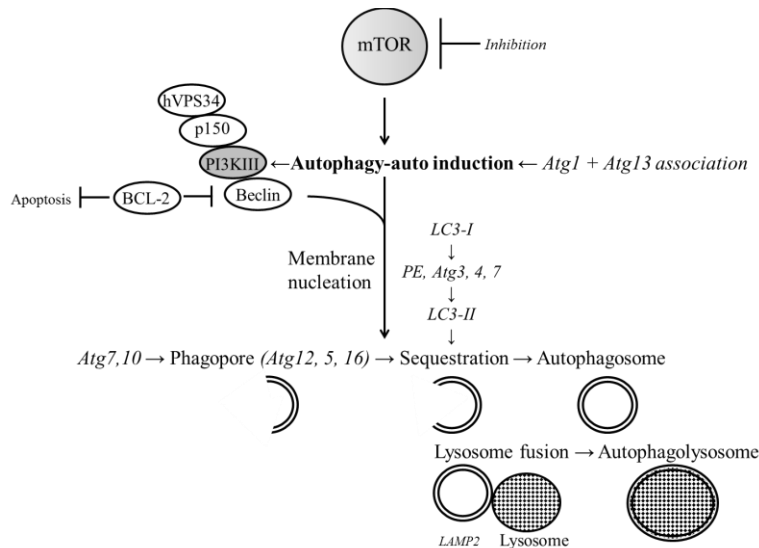 mTOR
Inhibition
hVPS34
p150
PI3KIII ←Autophagy-auto induction ← Atg1 + Atg13 association
Apoptosis BCL-2 Beclin
LC3-I
↓
Membrane
nucleation
PE, Atg3, 4, 7
↓
LC3-II
↓
Atg7,10 → Phagopore (Atg12, 5, 16) → Sequestration → Autophagosome
Lysosome fusion → Autophagolysosome
LAMP2 Lysosome